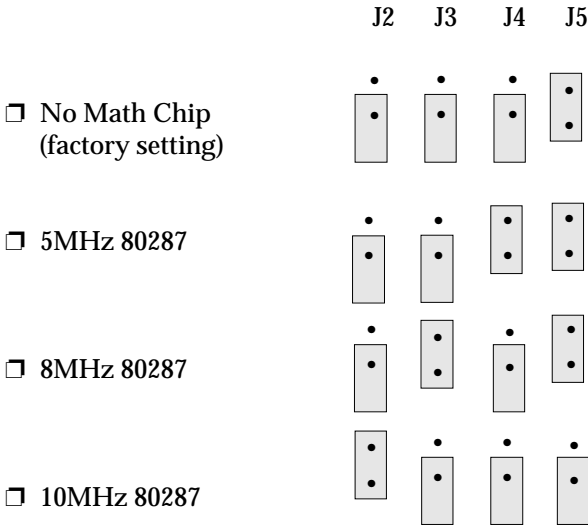 J2 J3 J4 J5
❒ No Math Chip
(factory setting)
❒ 5MHz 80287
❒ 8MHz 80287
❒ 10MHz 80287